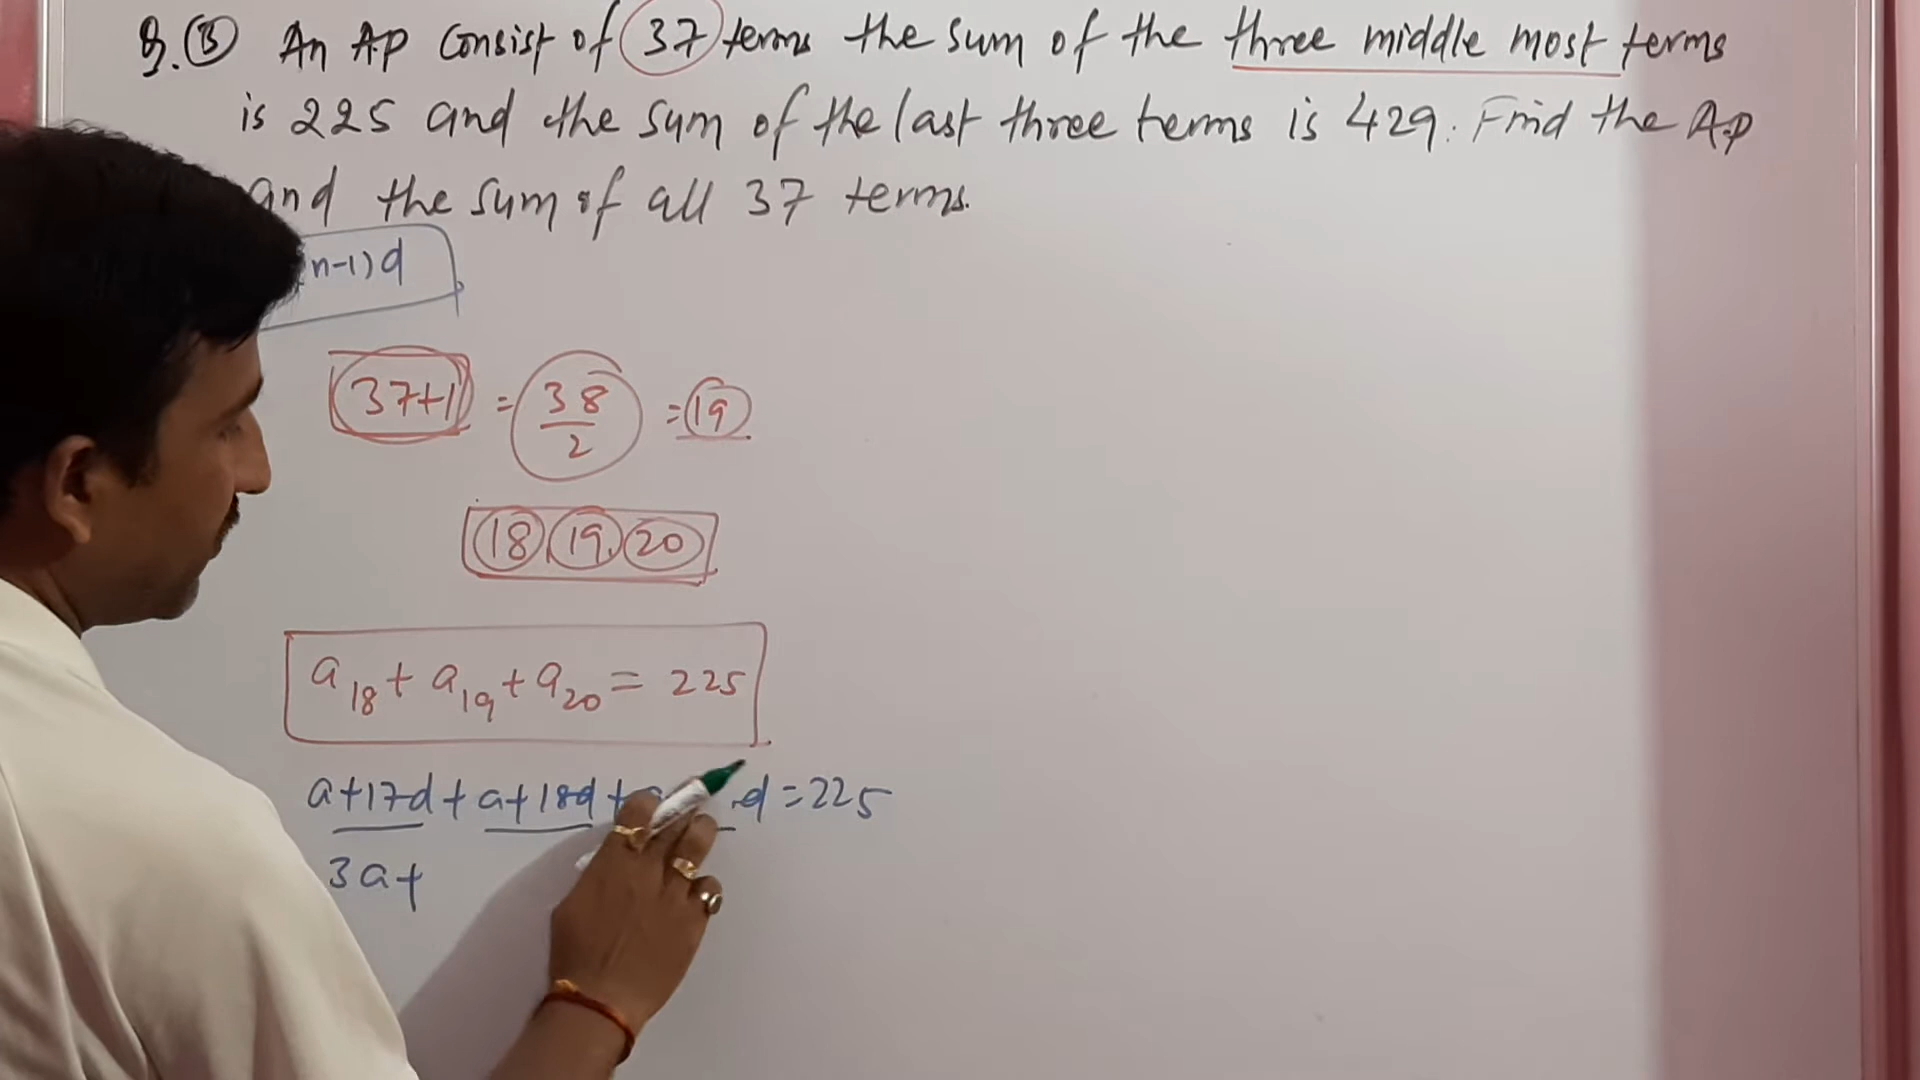 Q.(5) An AP Consist of 37 terms the sum of the three middle most terms
is 225 and the sum of the last three terms is 429. Find the A.P
and the sum of all 37 terms.
n-1)d
37+1 = 38/2 = 19
18, 19, 20
a18 + a19 + a20 = 225
a+17d + a+18d + d = 225
3a+